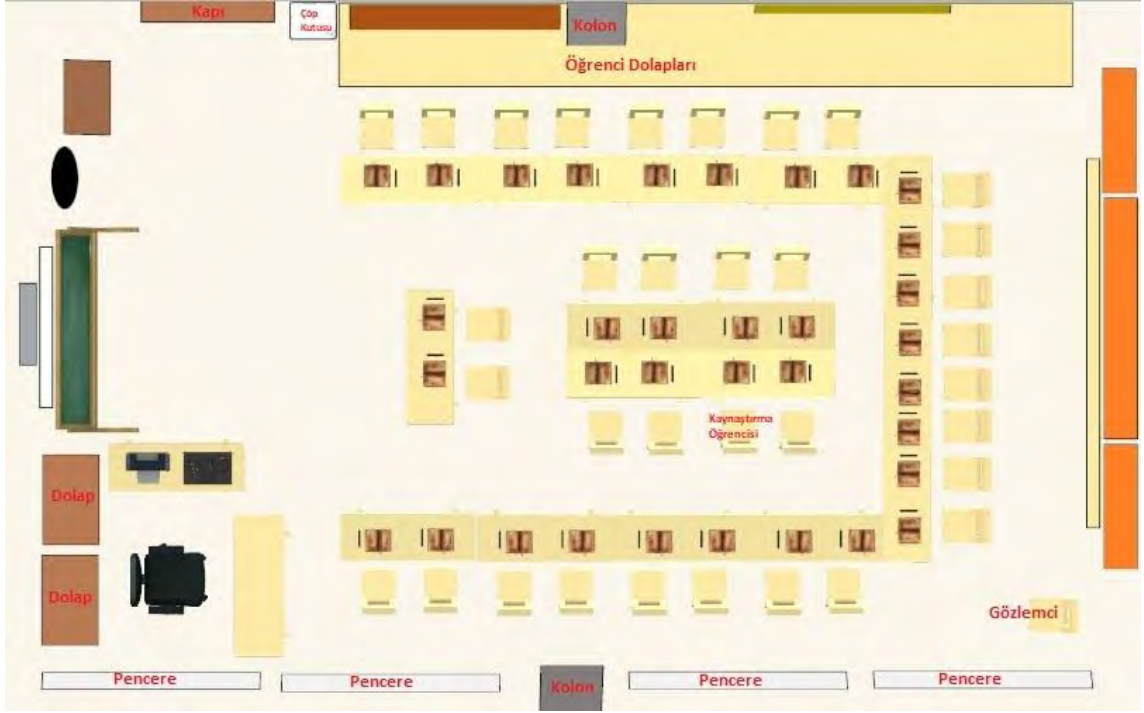 Kapı
Çöp
Kutusu
Kolon
Öğrenci Dolapları
Kaynaştırma
Öğrencisi
Dolap
Dolap
Gözlemci
Pencere
Pencere
Kolon
Pencere
Pencere